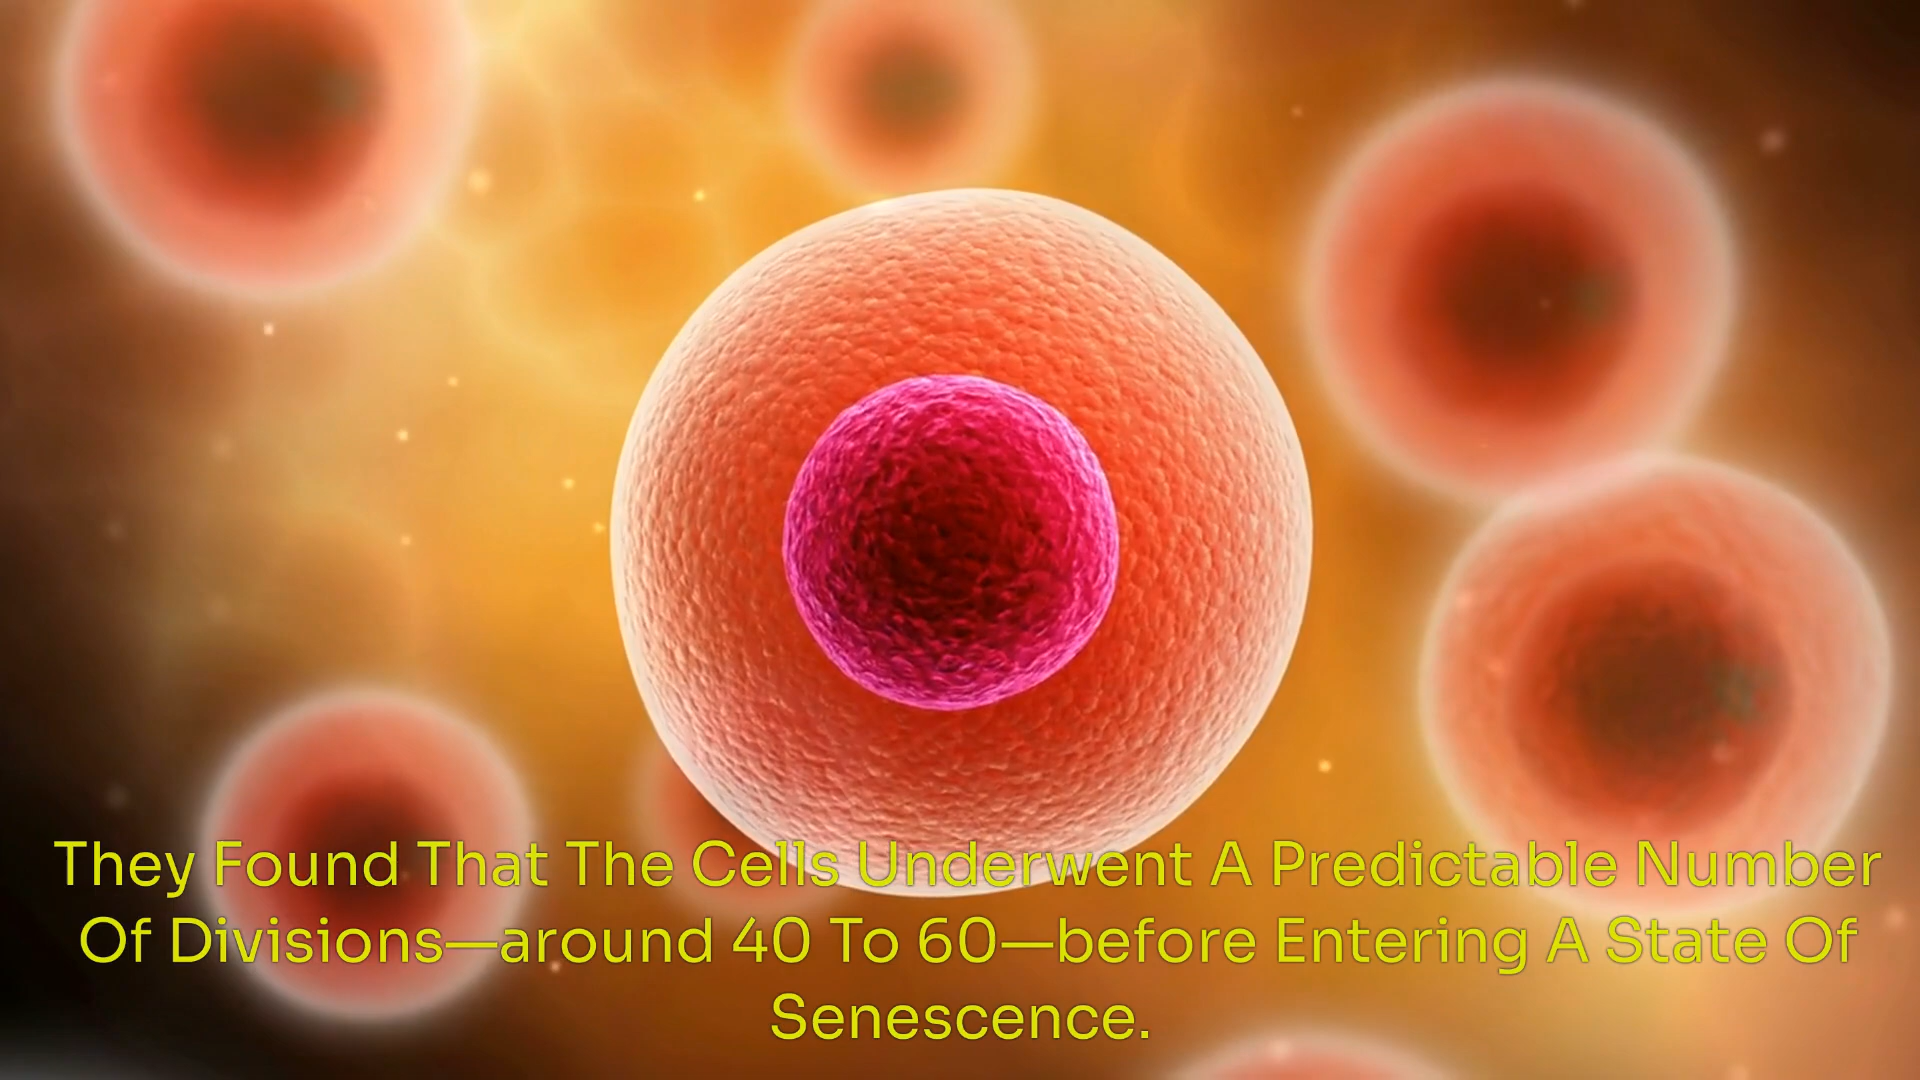 They Found That The Cells Underwent A Predictable Number
Of Divisions—around 40 To 60—before Entering A State Of
Senescence.